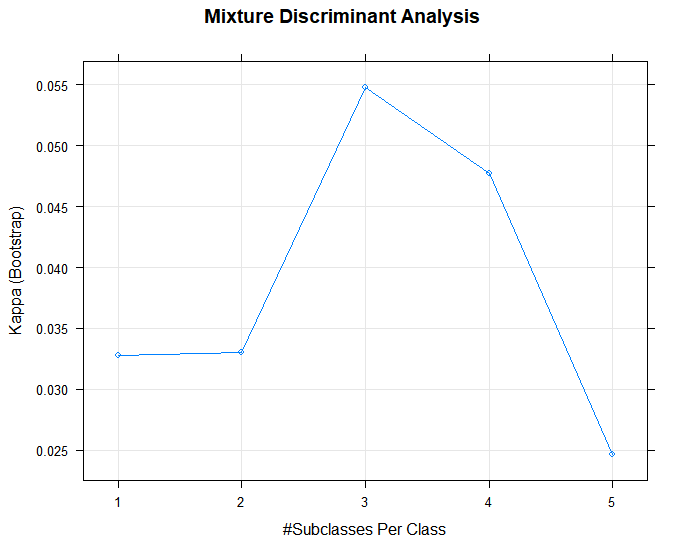 Mixture Discriminant Analysis
0.055
0.050
0.045
0.040
0.035
0.030
0.025
Kappa (Bootstrap)
1 2 3 4 5
#Subclasses Per Class